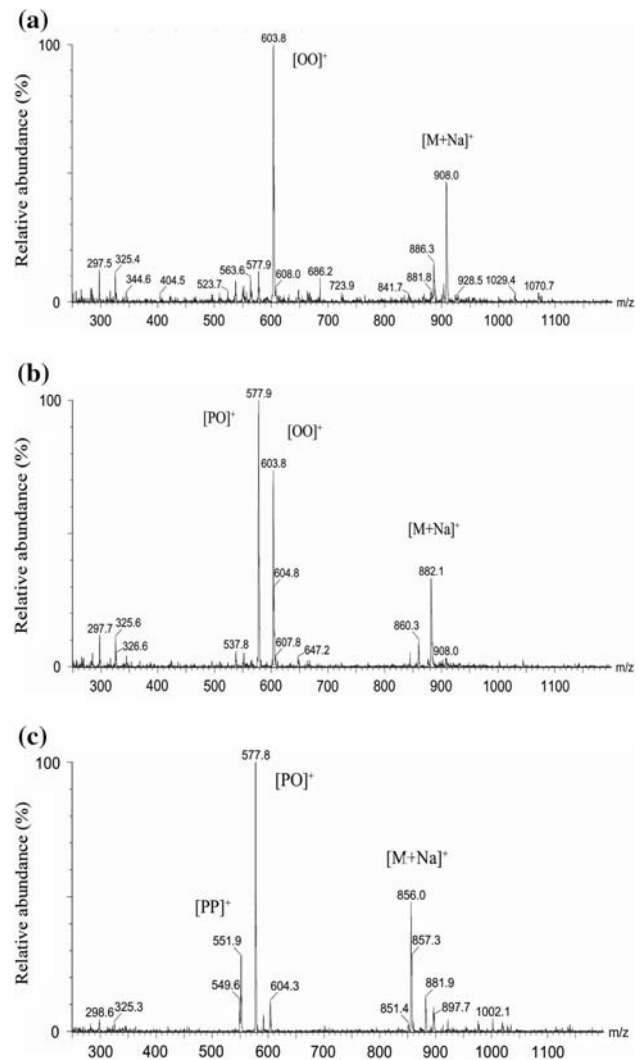 (a)
603.8
100
[OO]+
[M+Na]+
908.0
Relative abundance (%)
297.5
325.4
344.6
404.5
523.7
563.6
577.9
608.0
686.2
723.9
841.7
881.8
886.3
928.5
1029.4
1070.7
300 400 500 600 700 800 900 1000 1100 m/z
(b)
577.9
100
[PO]+
[OO]+
603.8
[M+Na]+
882.1
604.8
Relative abundance (%)
297.7
325.6
326.6
537.8
607.8
647.2
860.3
908.0
300 400 500 600 700 800 900 1000 1100 m/z
(c)
577.8
100
[PO]+
[M+Na]+
[PP]+
856.0
551.9
857.3
Relative abundance (%)
549.6
604.3
881.9
897.7
298.6
325.3
851.4
1002.1
300 400 500 600 700 800 900 1000 1100 m/z